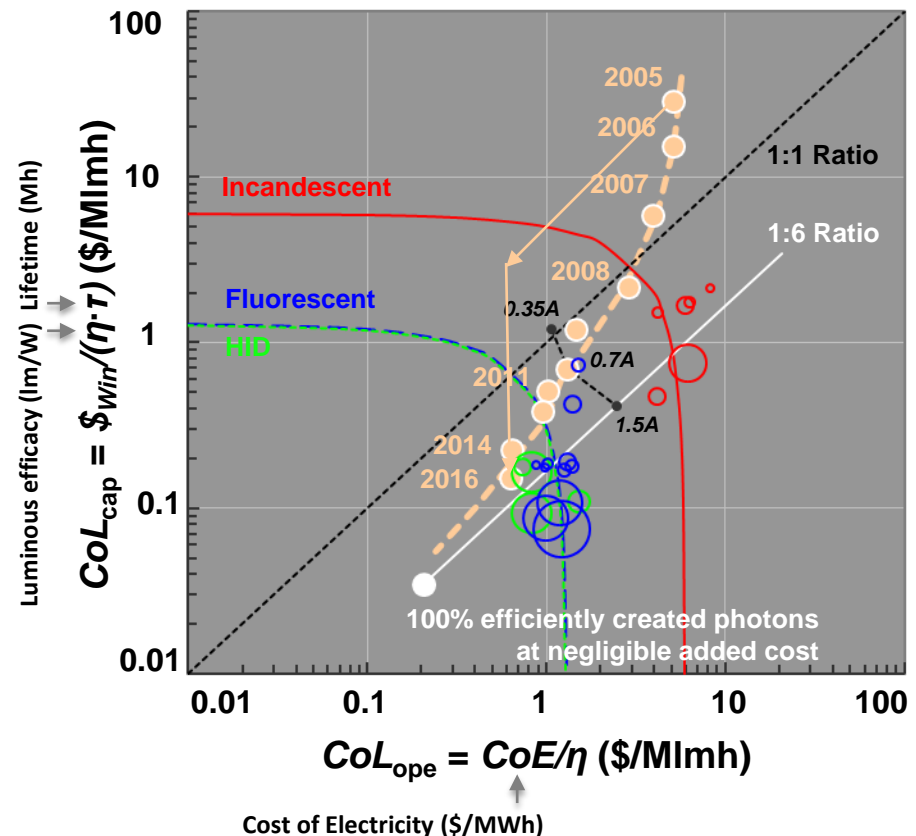 100
10
1
0.1
0.01
Luminous efficacy (lm/W) Lifetime (Mh)
CoLcap = $Win/(η·τ) ($/Mlmh)
2005
2006
1:1 Ratio
2007
Incandescent
1:6 Ratio
2008
Fluorescent
0.35A
HID
0.7A
2011
1.5A
2014
2016
100% efficiently created photons
at negligible added cost
0.01 0.1 1 10 100
CoLope = CoE/η ($/Mlmh)
Cost of Electricity ($/MWh)